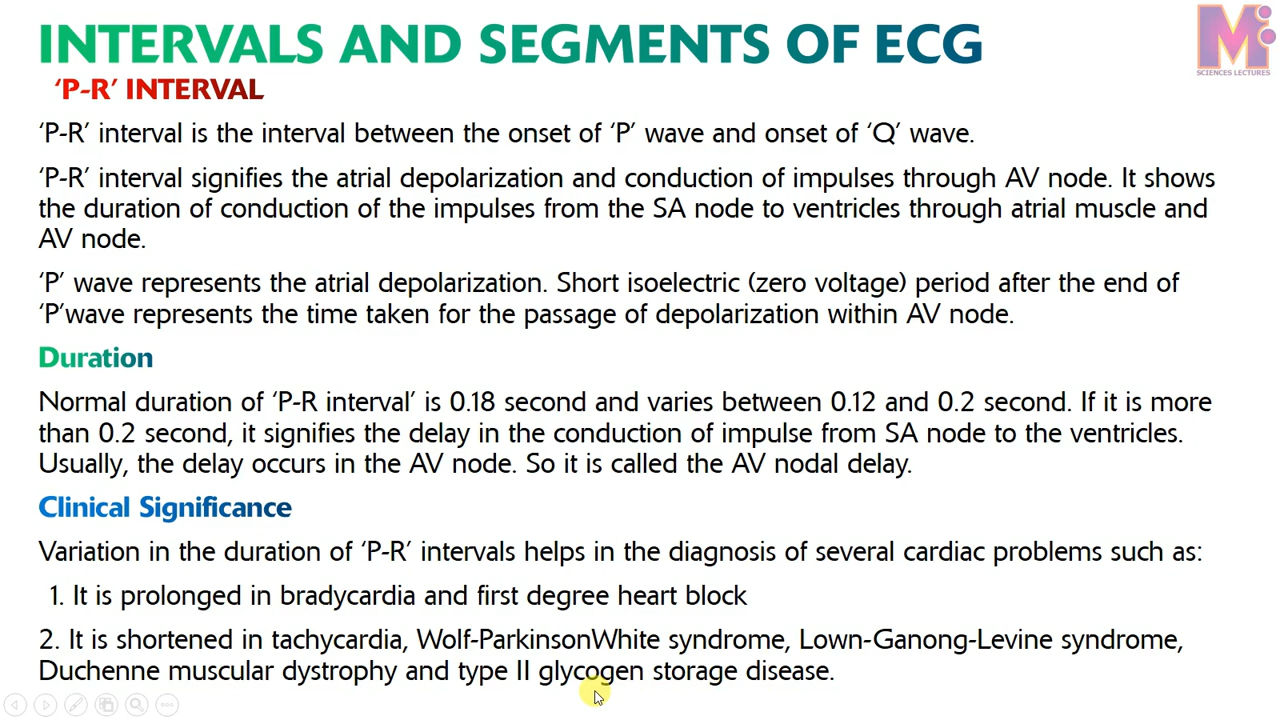 INTERVALS AND SEGMENTS OF ECG
Mi
SCIENCES LECTURES
‘P-R’ INTERVAL
‘P-R’ interval is the interval between the onset of ‘P’ wave and onset of ‘Q’ wave.
‘P-R’ interval signifies the atrial depolarization and conduction of impulses through AV node. It shows
the duration of conduction of the impulses from the SA node to ventricles through atrial muscle and
AV node.
‘P’ wave represents the atrial depolarization. Short isoelectric (zero voltage) period after the end of
‘P’wave represents the time taken for the passage of depolarization within AV node.
Duration
Normal duration of ‘P-R interval’ is 0.18 second and varies between 0.12 and 0.2 second. If it is more
than 0.2 second, it signifies the delay in the conduction of impulse from SA node to the ventricles.
Usually, the delay occurs in the AV node. So it is called the AV nodal delay.
Clinical Significance
Variation in the duration of ‘P-R’ intervals helps in the diagnosis of several cardiac problems such as:
1. It is prolonged in bradycardia and first degree heart block
2. It is shortened in tachycardia, Wolf-ParkinsonWhite syndrome, Lown-Ganong-Levine syndrome,
Duchenne muscular dystrophy and type II glycogen storage disease.